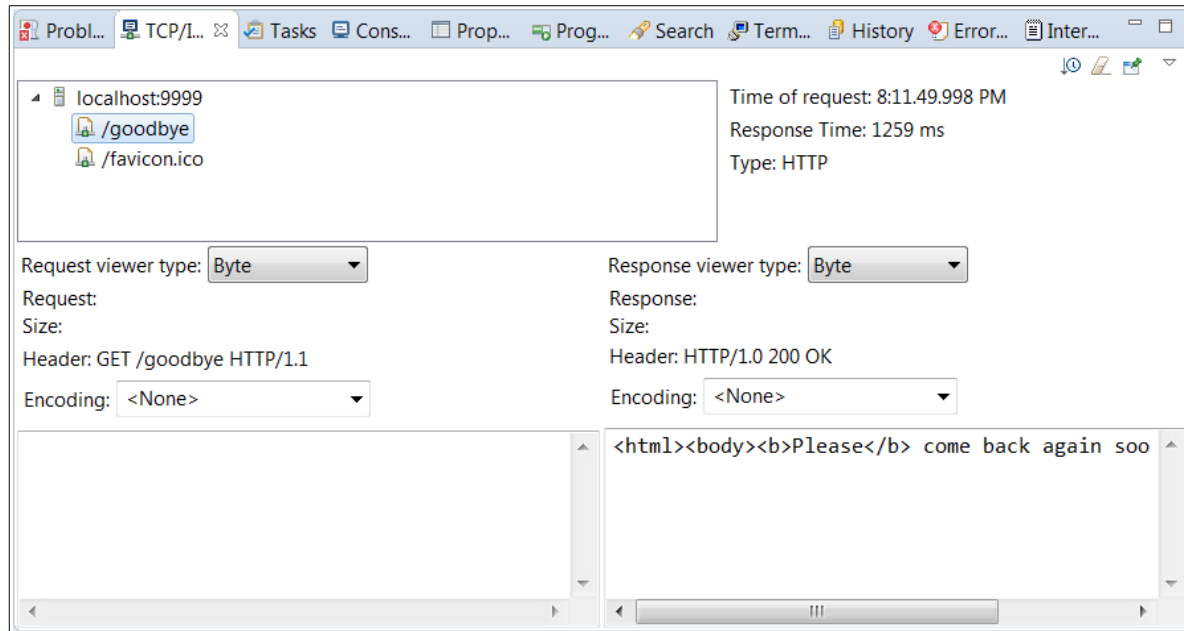 Probl... TCP/I... Tasks Cons... Prop... Prog... Search Term... History Error... Inter...
localhost:9999
/goodbye
/favicon.ico
Time of request: 8:11.49.998 PM
Response Time: 1259 ms
Type: HTTP
Request viewer type: Byte
Request:
Size:
Header: GET /goodbye HTTP/1.1
Encoding: <None>
Response viewer type: Byte
Response:
Size:
Header: HTTP/1.0 200 OK
Encoding: <None>
<html><body><b>Please</b> come back again soo